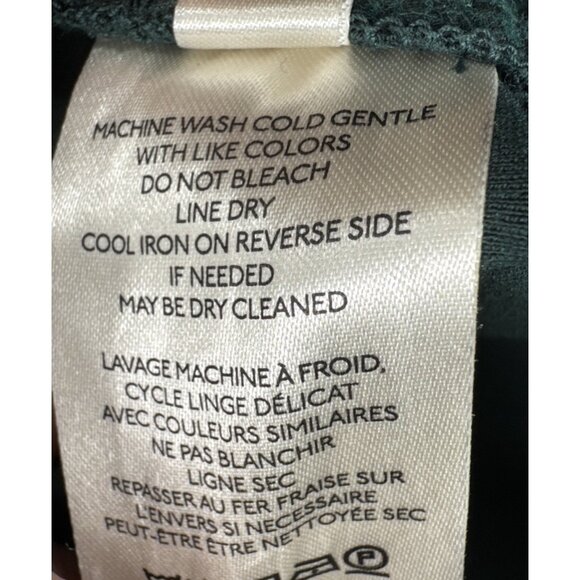 MACHINE WASH COLD GENTLE
WITH LIKE COLORS
DO NOT BLEACH
LINE DRY
COOL IRON ON REVERSE SIDE
IF NEEDED
MAY BE DRY CLEANED
LAVAGE MACHINE À FROID,
CYCLE LINGE DÉLICAT
AVEC COULEURS SIMILAIRES
NE PAS BLANCHIR
LIGNE SEC
REPASSER AU FER FRAISE SUR
L'ENVERS SI NECESSAIRE
PEUT-ÊTRE ÊTRE NETTOYÉE SEC
P